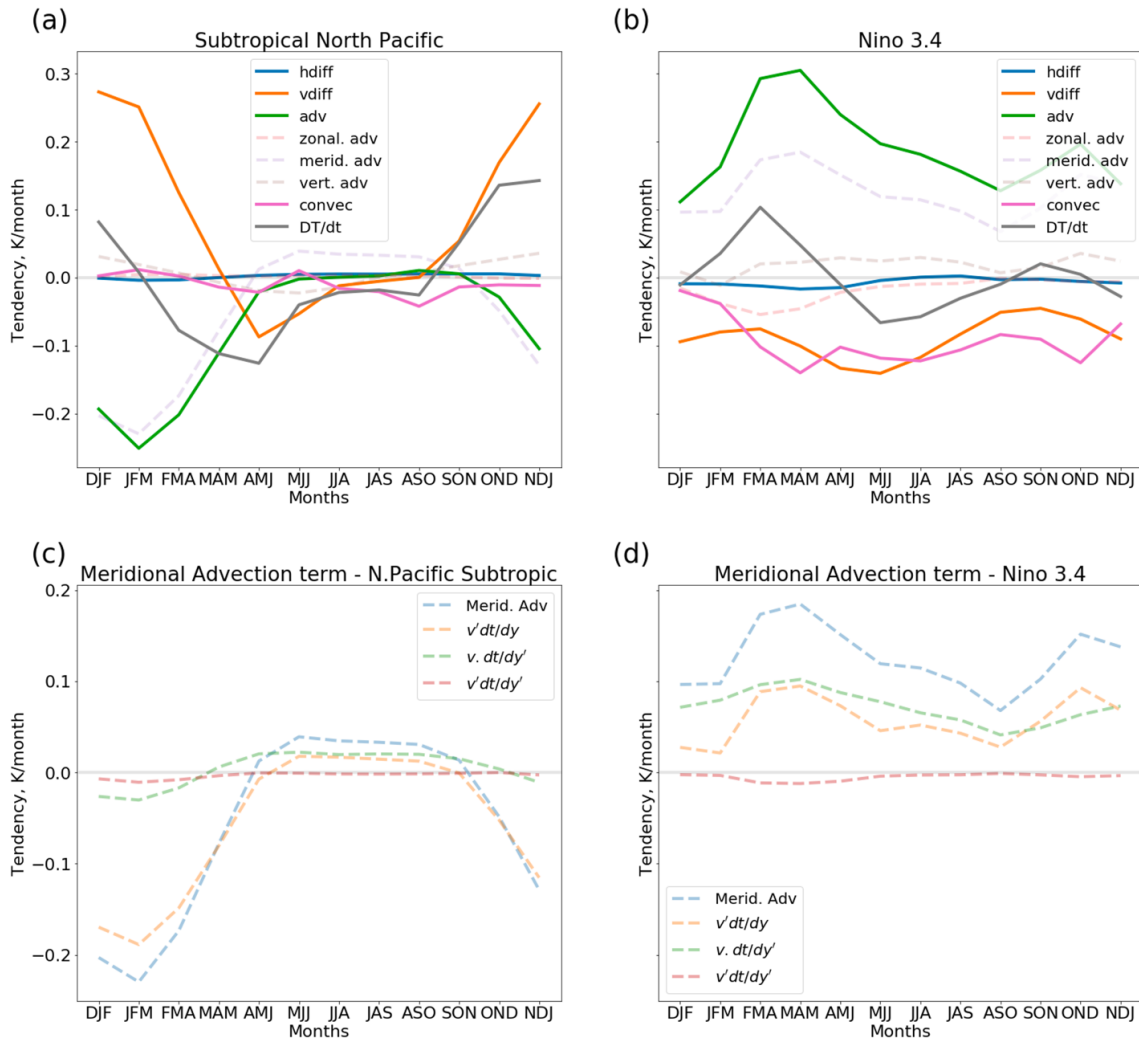 (a)
Subtropical North Pacific
hdiff
vdiff
adv
zonal. adv
merid. adv
vert. adv
convec
DT/dt
0.3
0.2
0.1
0.0
−0.1
−0.2
Tendency, K/month
DJF JFM FMA MAM AMJ MJJ JJA JAS ASO SON OND NDJ
Months
(b)
Nino 3.4
hdiff
vdiff
adv
zonal. adv
merid. adv
vert. adv
convec
DT/dt
Tendency, K/month
DJF JFM FMA MAM AMJ MJJ JJA JAS ASO SON OND NDJ
Months
(c)
Meridional Advection term - N.Pacific Subtropic
Merid. Adv
v′dt/dy
v. dt/dy′
v′dt/dy′
0.2
0.1
0.0
−0.1
−0.2
Tendency, K/month
DJF JFM FMA MAM AMJ MJJ JJA JAS ASO SON OND NDJ
Months
(d)
Meridional Advection term - Nino 3.4
Merid. Adv
v′dt/dy
v. dt/dy′
v′dt/dy′
Tendency, K/month
DJF JFM FMA MAM AMJ MJJ JJA JAS ASO SON OND NDJ
Months